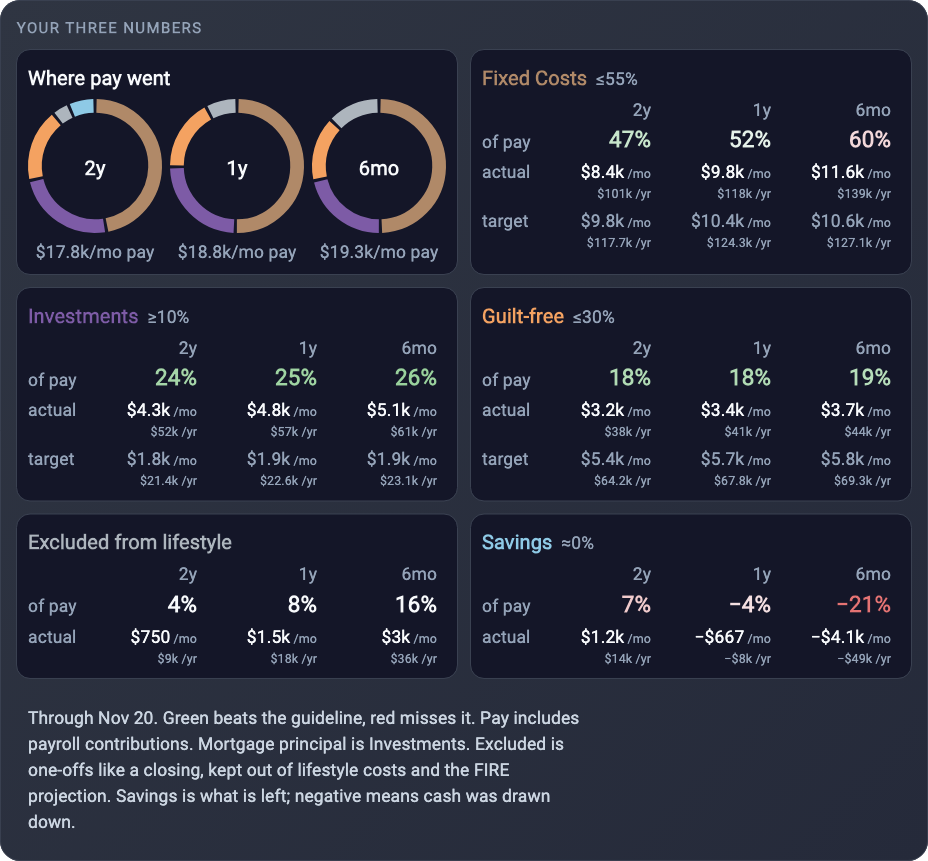 YOUR THREE NUMBERS
Where pay went
2y
1y
6mo
$17.8k/mo pay
$18.8k/mo pay
$19.3k/mo pay
Fixed Costs ≤55%
2y 1y 6mo
of pay 47% 52% 60%
actual $8.4k /mo $9.8k /mo $11.6k /mo
$101k /yr $118k /yr $139k /yr
target $9.8k /mo $10.4k /mo $10.6k /mo
$117.7k /yr $124.3k /yr $127.1k /yr
Investments ≥10%
2y 1y 6mo
of pay 24% 25% 26%
actual $4.3k /mo $4.8k /mo $5.1k /mo
$52k /yr $57k /yr $61k /yr
target $1.8k /mo $1.9k /mo $1.9k /mo
$21.4k /yr $22.6k /yr $23.1k /yr
Guilt-free ≤30%
2y 1y 6mo
of pay 18% 18% 19%
actual $3.2k /mo $3.4k /mo $3.7k /mo
$38k /yr $41k /yr $44k /yr
target $5.4k /mo $5.7k /mo $5.8k /mo
$64.2k /yr $67.8k /yr $69.3k /yr
Excluded from lifestyle
2y 1y 6mo
of pay 4% 8% 16%
actual $750 /mo $1.5k /mo $3k /mo
$9k /yr $18k /yr $36k /yr
Savings ≈0%
2y 1y 6mo
of pay 7% −4% −21%
actual $1.2k /mo −$667 /mo −$4.1k /mo
$14k /yr −$8k /yr −$49k /yr
Through Nov 20. Green beats the guideline, red misses it. Pay includes
payroll contributions. Mortgage principal is Investments. Excluded is
one-offs like a closing, kept out of lifestyle costs and the FIRE
projection. Savings is what is left; negative means cash was drawn
down.